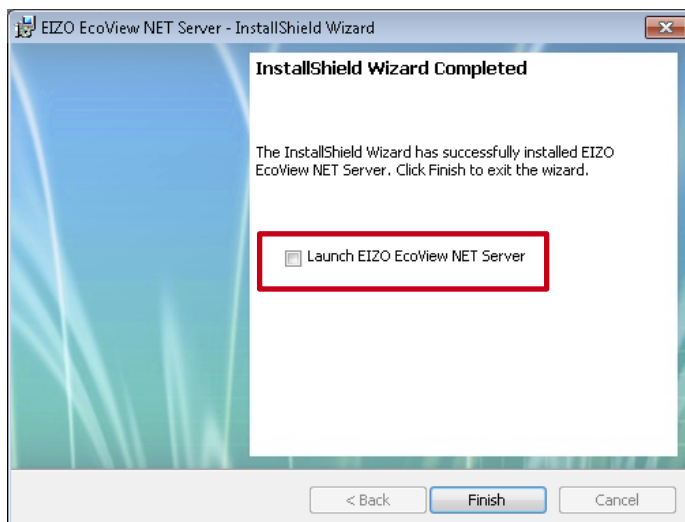 EIZO EcoView NET Server - InstallShield Wizard
InstallShield Wizard Completed
The InstallShield Wizard has successfully installed EIZO
EcoView NET Server. Click Finish to exit the wizard.
Launch EIZO EcoView NET Server
< Back
Finish
Cancel